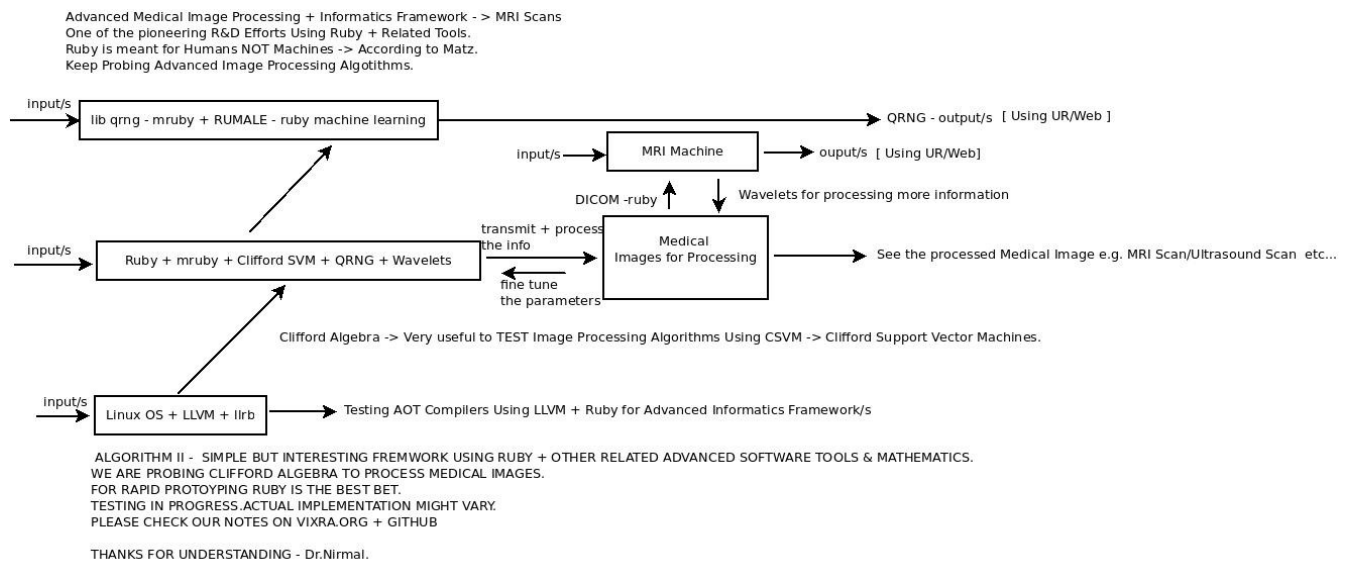 Advanced Medical Image Processing + Informatics Framework - > MRI Scans
One of the pioneering R&D Efforts Using Ruby + Related Tools.
Ruby is meant for Humans NOT Machines -> According to Matz.
Keep Probing Advanced Image Processing Algotithms.
input/s
lib qrng - mruby + RUMALE - ruby machine learning
QRNG - output/s [ Using UR/Web ]
input/s
MRI Machine
ouput/s [ Using UR/Web]
DICOM -ruby
Wavelets for processing more information
input/s
Ruby + mruby + Clifford SVM + QRNG + Wavelets
transmit + process
the info
fine tune
the parameters
Medical
Images for Processing
See the processed Medical Image e.g. MRI Scan/Ultrasound Scan etc...
Clifford Algebra -> Very useful to TEST Image Processing Algorithms Using CSVM -> Clifford Support Vector Machines.
input/s
Linux OS + LLVM + llrb
Testing AOT Compilers Using LLVM + Ruby for Advanced Informatics Framework/s
ALGORITHM II - SIMPLE BUT INTERESTING FREMWORK USING RUBY + OTHER RELATED ADVANCED SOFTWARE TOOLS & MATHEMATICS.
WE ARE PROBING CLIFFORD ALGEBRA TO PROCESS MEDICAL IMAGES.
FOR RAPID PROTOYPING RUBY IS THE BEST BET.
TESTING IN PROGRESS.ACTUAL IMPLEMENTATION MIGHT VARY.
PLEASE CHECK OUR NOTES ON VIXRA.ORG + GITHUB
THANKS FOR UNDERSTANDING - Dr.Nirmal.